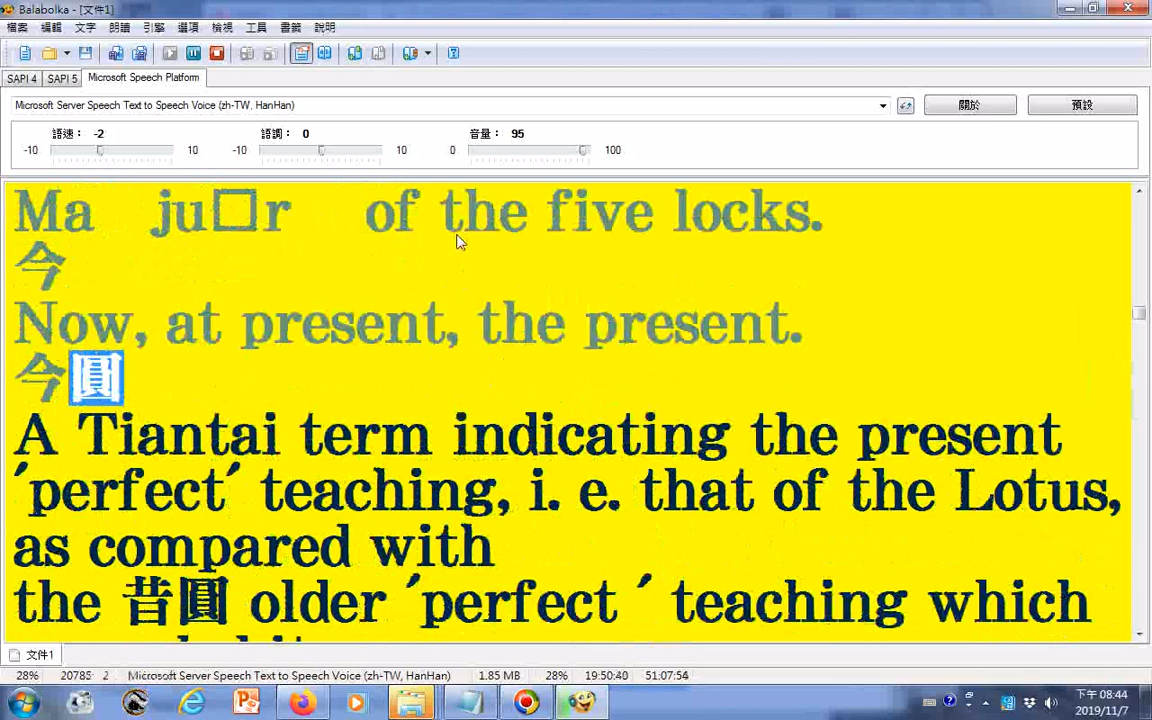 Balabolka - [文件1]
檔案 編輯 文字 朗讀 引擎 選項 檢視 工具 書籤 說明
SAPI 4 SAPI 5 Microsoft Speech Platform
Microsoft Server Speech Text to Speech Voice (zh-TW, HanHan) 關於 預設
語速： -2 語調： 0 音量： 95
-10 10 -10 10 0 100
Ma ju□r of the five locks.
今
Now, at present, the present.
今圓
A Tiantai term indicating the present
'perfect' teaching, i. e. that of the Lotus,
as compared with
the 昔圓 older 'perfect ' teaching which
文件1
28% 20785 2 Microsoft Server Speech Text to Speech Voice (zh-TW, HanHan) 1.85 MB 28% 19:50:40 51:07:54
下午 08:44
2019/11/7